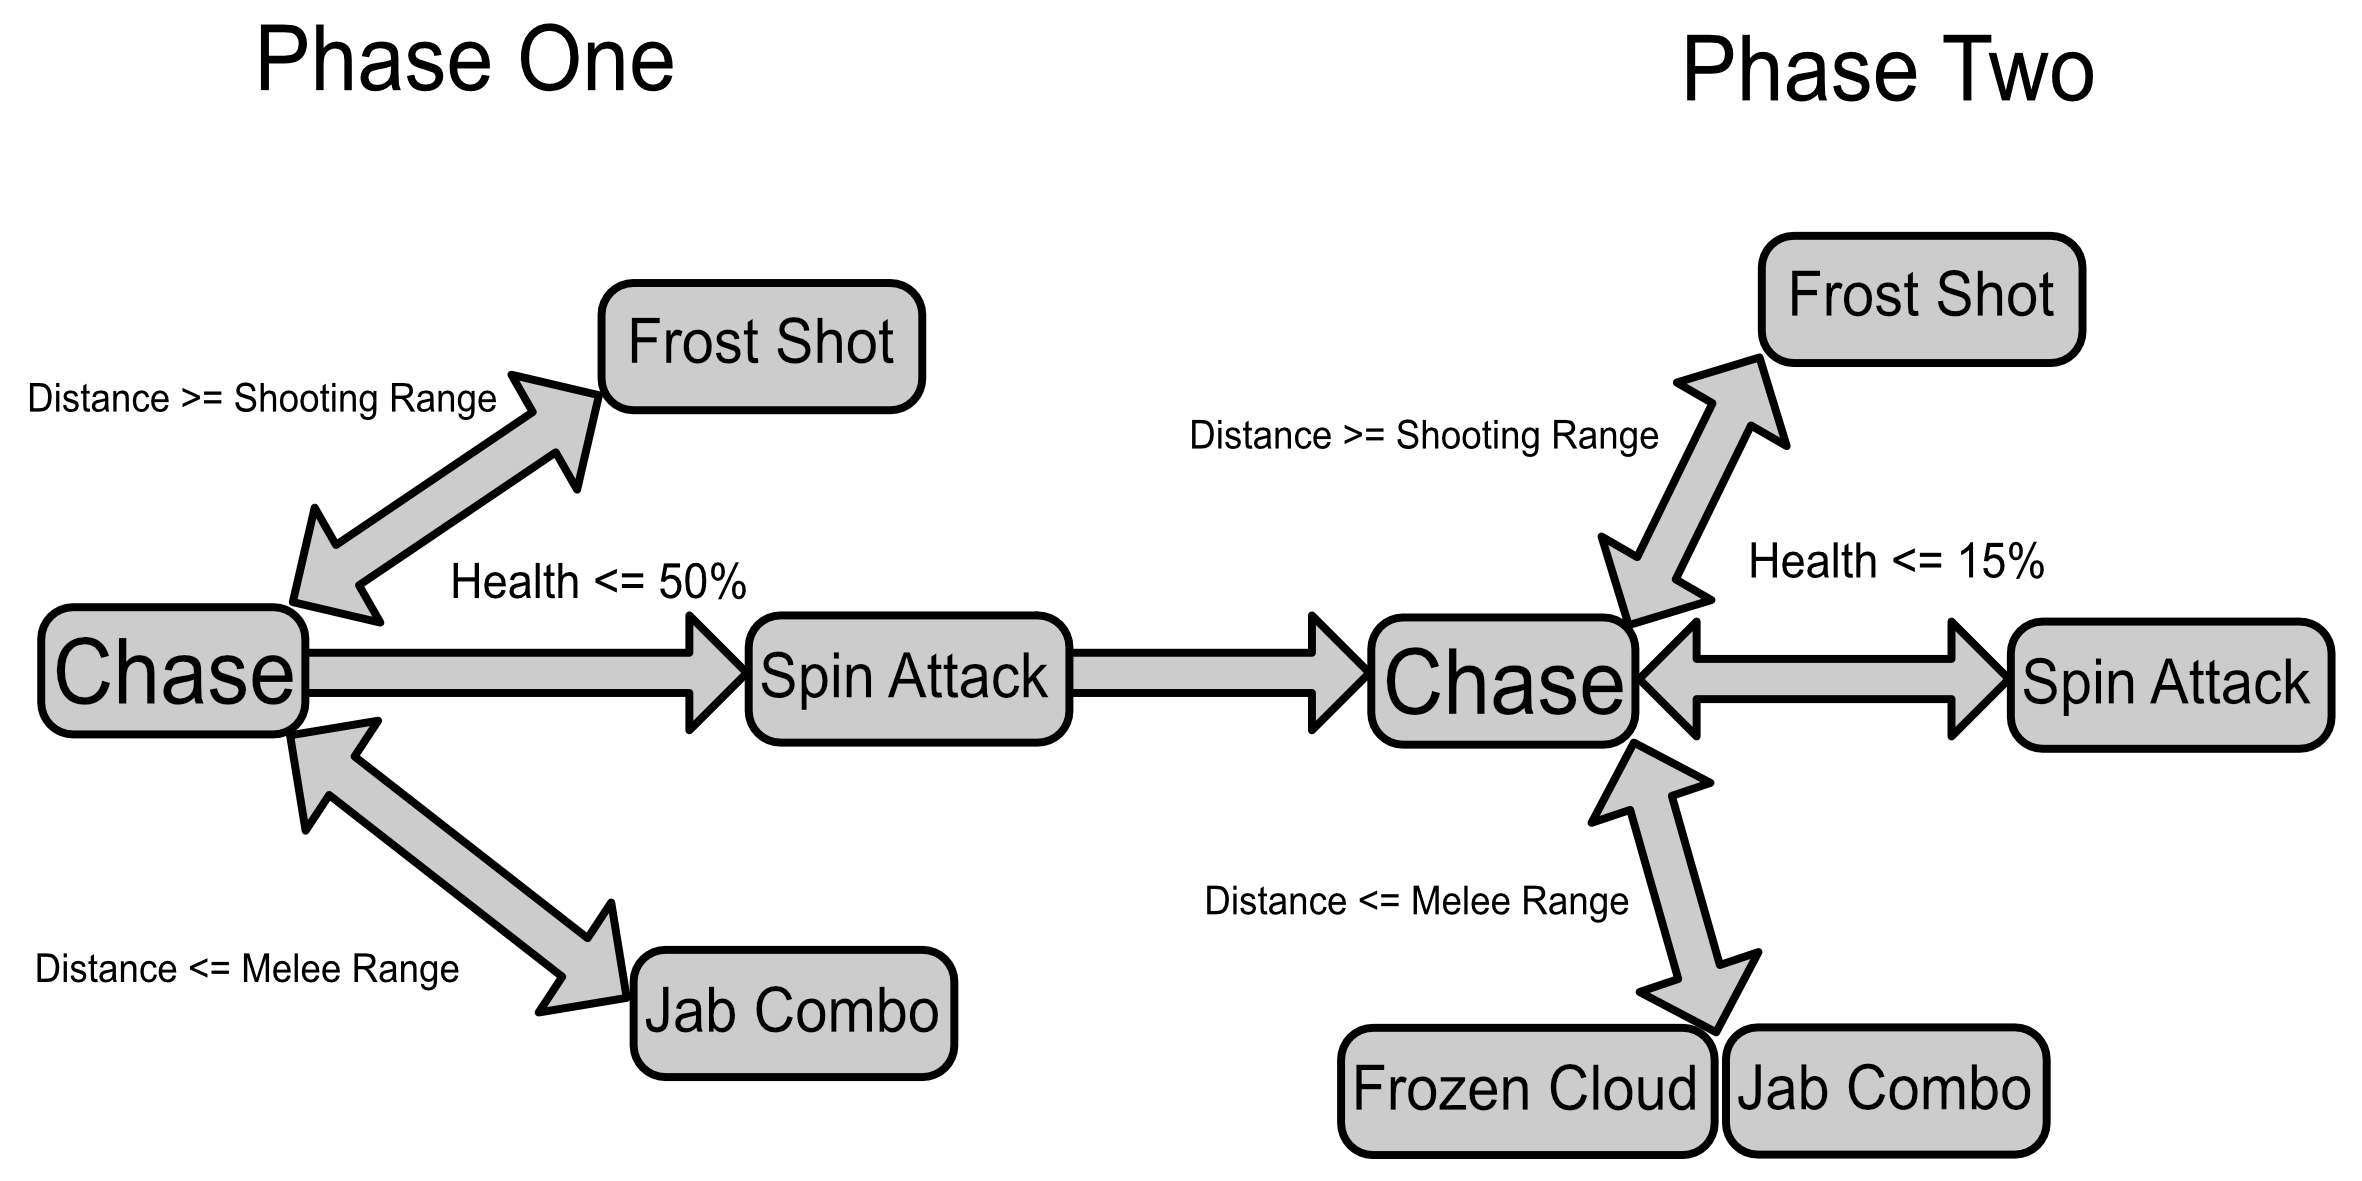 Phase One
Phase Two
Frost Shot
Distance >= Shooting Range
Health <= 50%
Chase
Spin Attack
Distance <= Melee Range
Jab Combo
Frost Shot
Distance >= Shooting Range
Health <= 15%
Chase
Spin Attack
Distance <= Melee Range
Frozen Cloud
Jab Combo